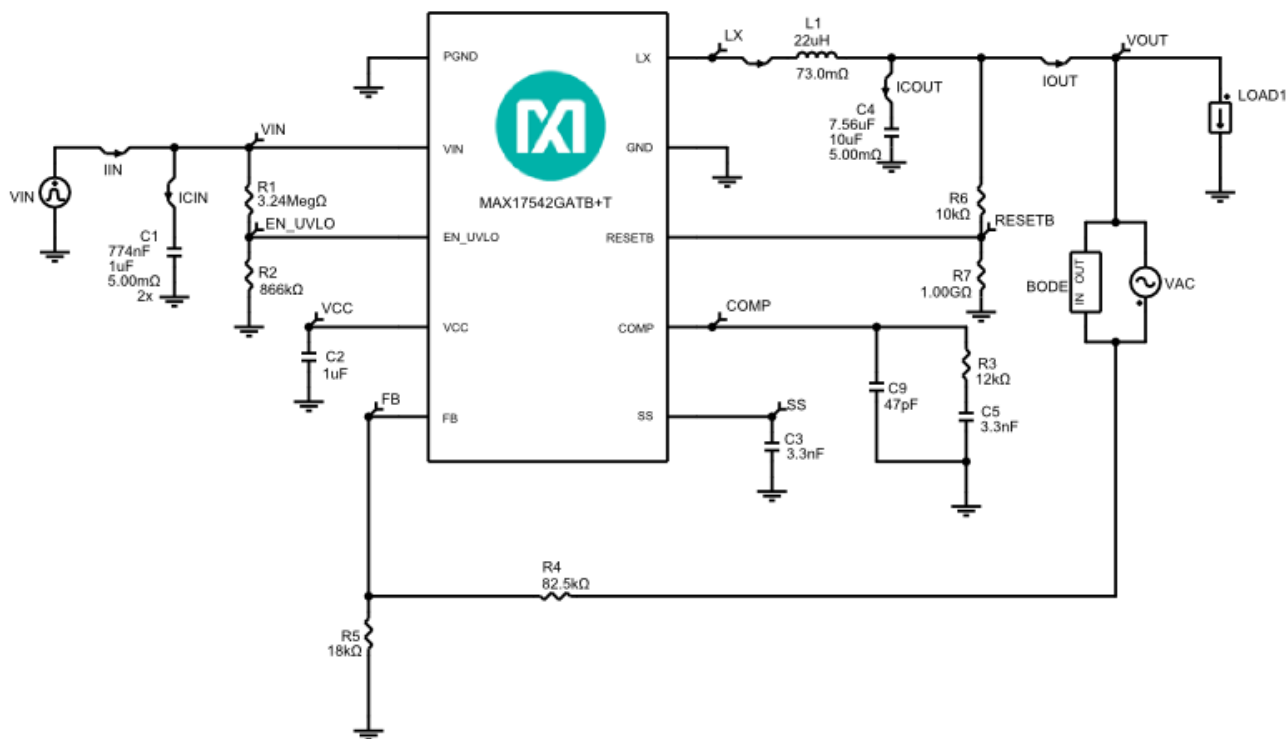 PGND
LX
LX
L1
22uH
73.0mΩ
ICOUT
C4
7.56uF
10uF
5.00mΩ
IOUT
VOUT
LOAD1
VIN
IIN
VIN
ICIN
C1
774nF
1uF
5.00mΩ
2x
R1
3.24MegΩ
EN_UVLO
R2
866kΩ
VIN
GND
MAX17542GATB+T
EN_UVLO
RESETB
R6
10kΩ
RESETB
R7
1.00GΩ
BODE
IN OUT
VAC
VCC
C2
1uF
VCC
COMP
COMP
C9
47pF
R3
12kΩ
C5
3.3nF
FB
FB
SS
SS
C3
3.3nF
R4
82.5kΩ
R5
18kΩ